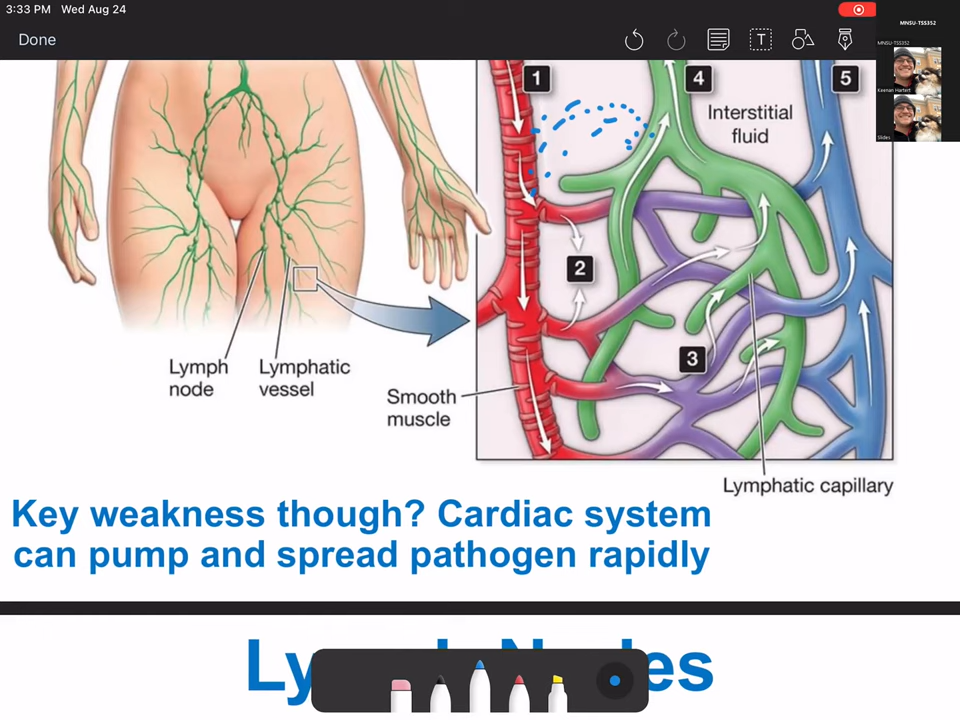 3:33 PM Wed Aug 24
MNSU-TSS352
Done
T
MNSU-TSS352
Keenan Hartert
Slides
1
4
5
Interstitial
fluid
2
3
Lymph
node
Lymphatic
vessel
Smooth
muscle
Lymphatic capillary
Key weakness though? Cardiac system
can pump and spread pathogen rapidly